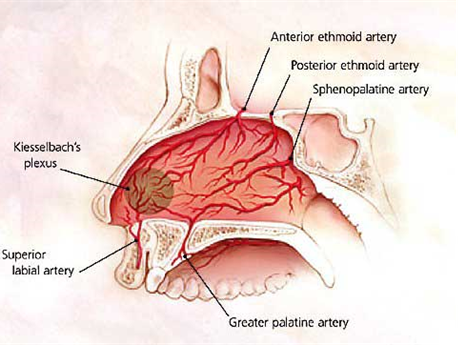 Anterior ethmoid artery
Posterior ethmoid artery
Sphenopalatine artery
Kiesselbach's
plexus
Superior
labial artery
Greater palatine artery